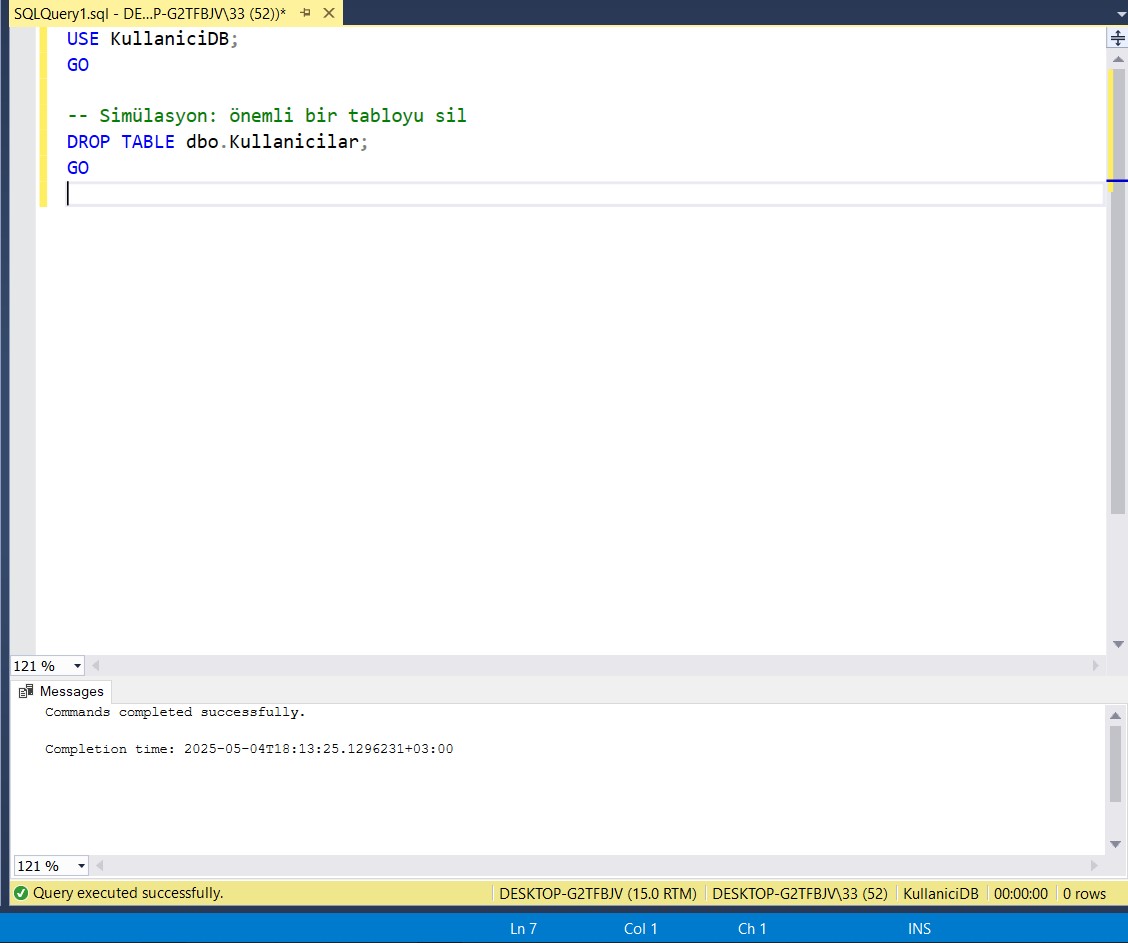 SQLQuery1.sql - DE...P-G2TFBJV\33 (52))*
USE KullaniciDB;
GO
-- Simülasyon: önemli bir tabloyu sil
DROP TABLE dbo.Kullanicilar;
GO
121 %
Messages
Commands completed successfully.
Completion time: 2025-05-04T18:13:25.1296231+03:00
121 %
Query executed successfully. DESKTOP-G2TFBJV (15.0 RTM) DESKTOP-G2TFBJV\33 (52) KullaniciDB 00:00:00 0 rows
Ln 7 Col 1 Ch 1 INS